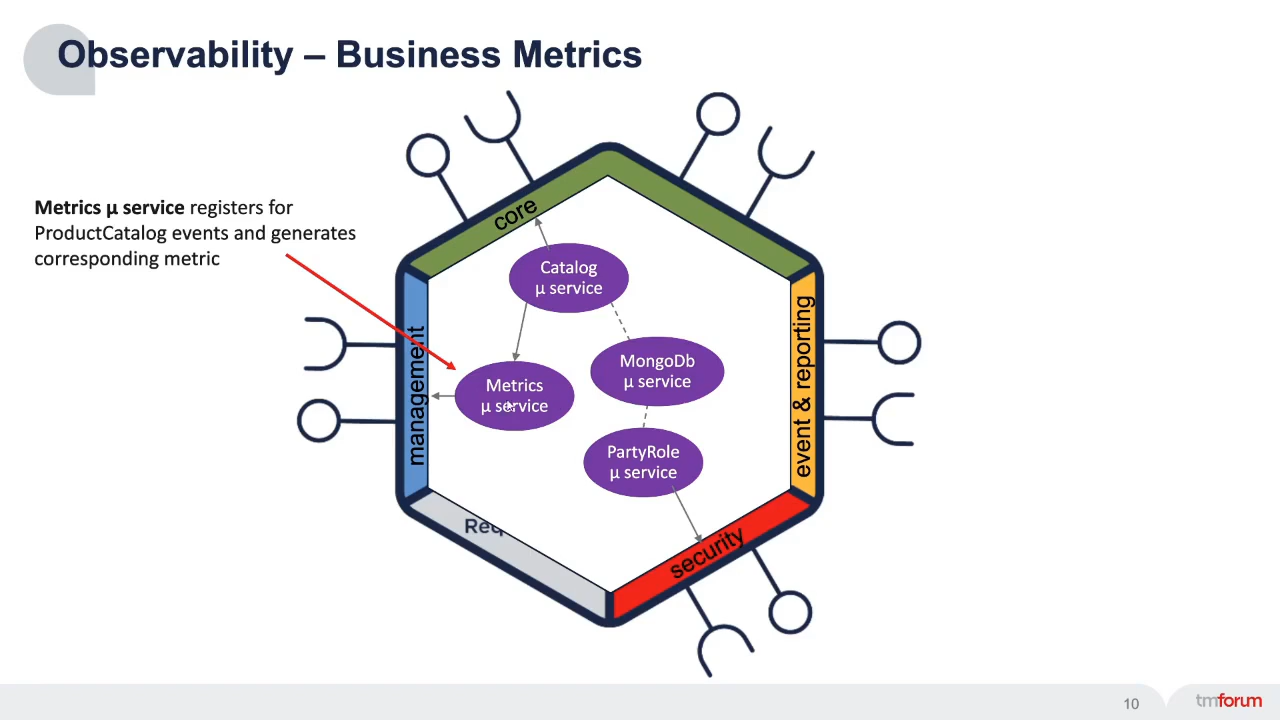 Observability – Business Metrics
Metrics µ service registers for
ProductCatalog events and generates
corresponding metric
core
Catalog
µ service
MongoDb
µ service
Metrics
µ service
PartyRole
µ service
management
event & reporting
security
10
tmforum